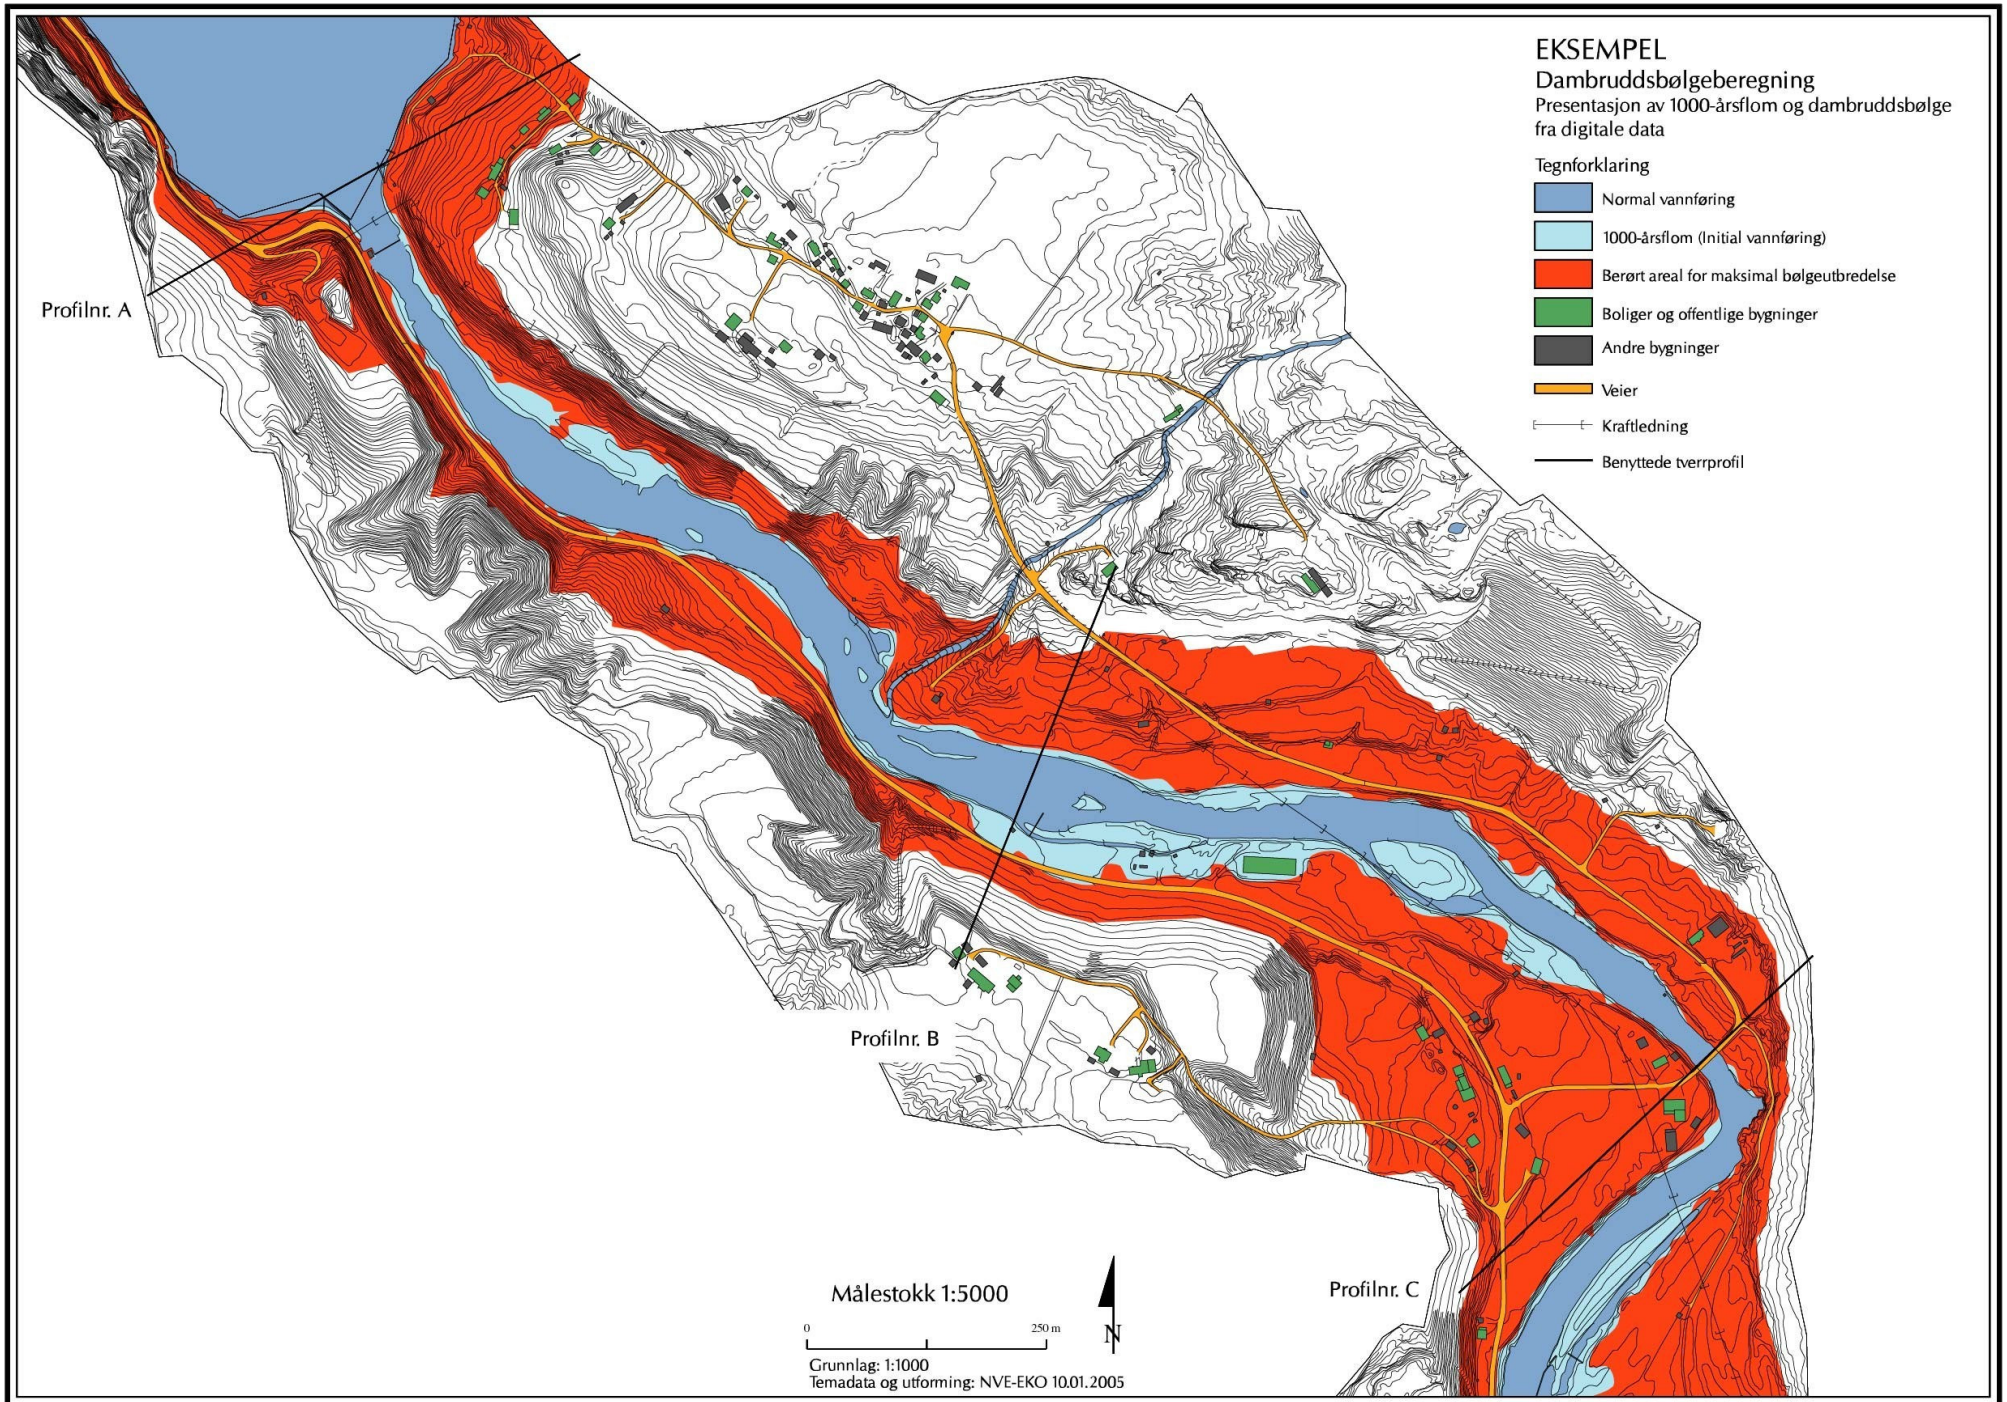 EKSEMPEL
Dambruddsbølgeberegning
Presentasjon av 1000-årsflom og dambruddsbølge
fra digitale data
Tegnforklaring
Normal vannføring
1000-årsflom (Initial vannføring)
Berørt areal for maksimal bølgeutbredelse
Boliger og offentlige bygninger
Andre bygninger
Veier
Kraftledning
Benyttede tverrprofil
Profilnr. A
Profilnr. B
Profilnr. C
Målestokk 1:5000
0 250 m
N
Grunnlag: 1:1000
Temadata og utforming: NVE-EKO 10.01.2005